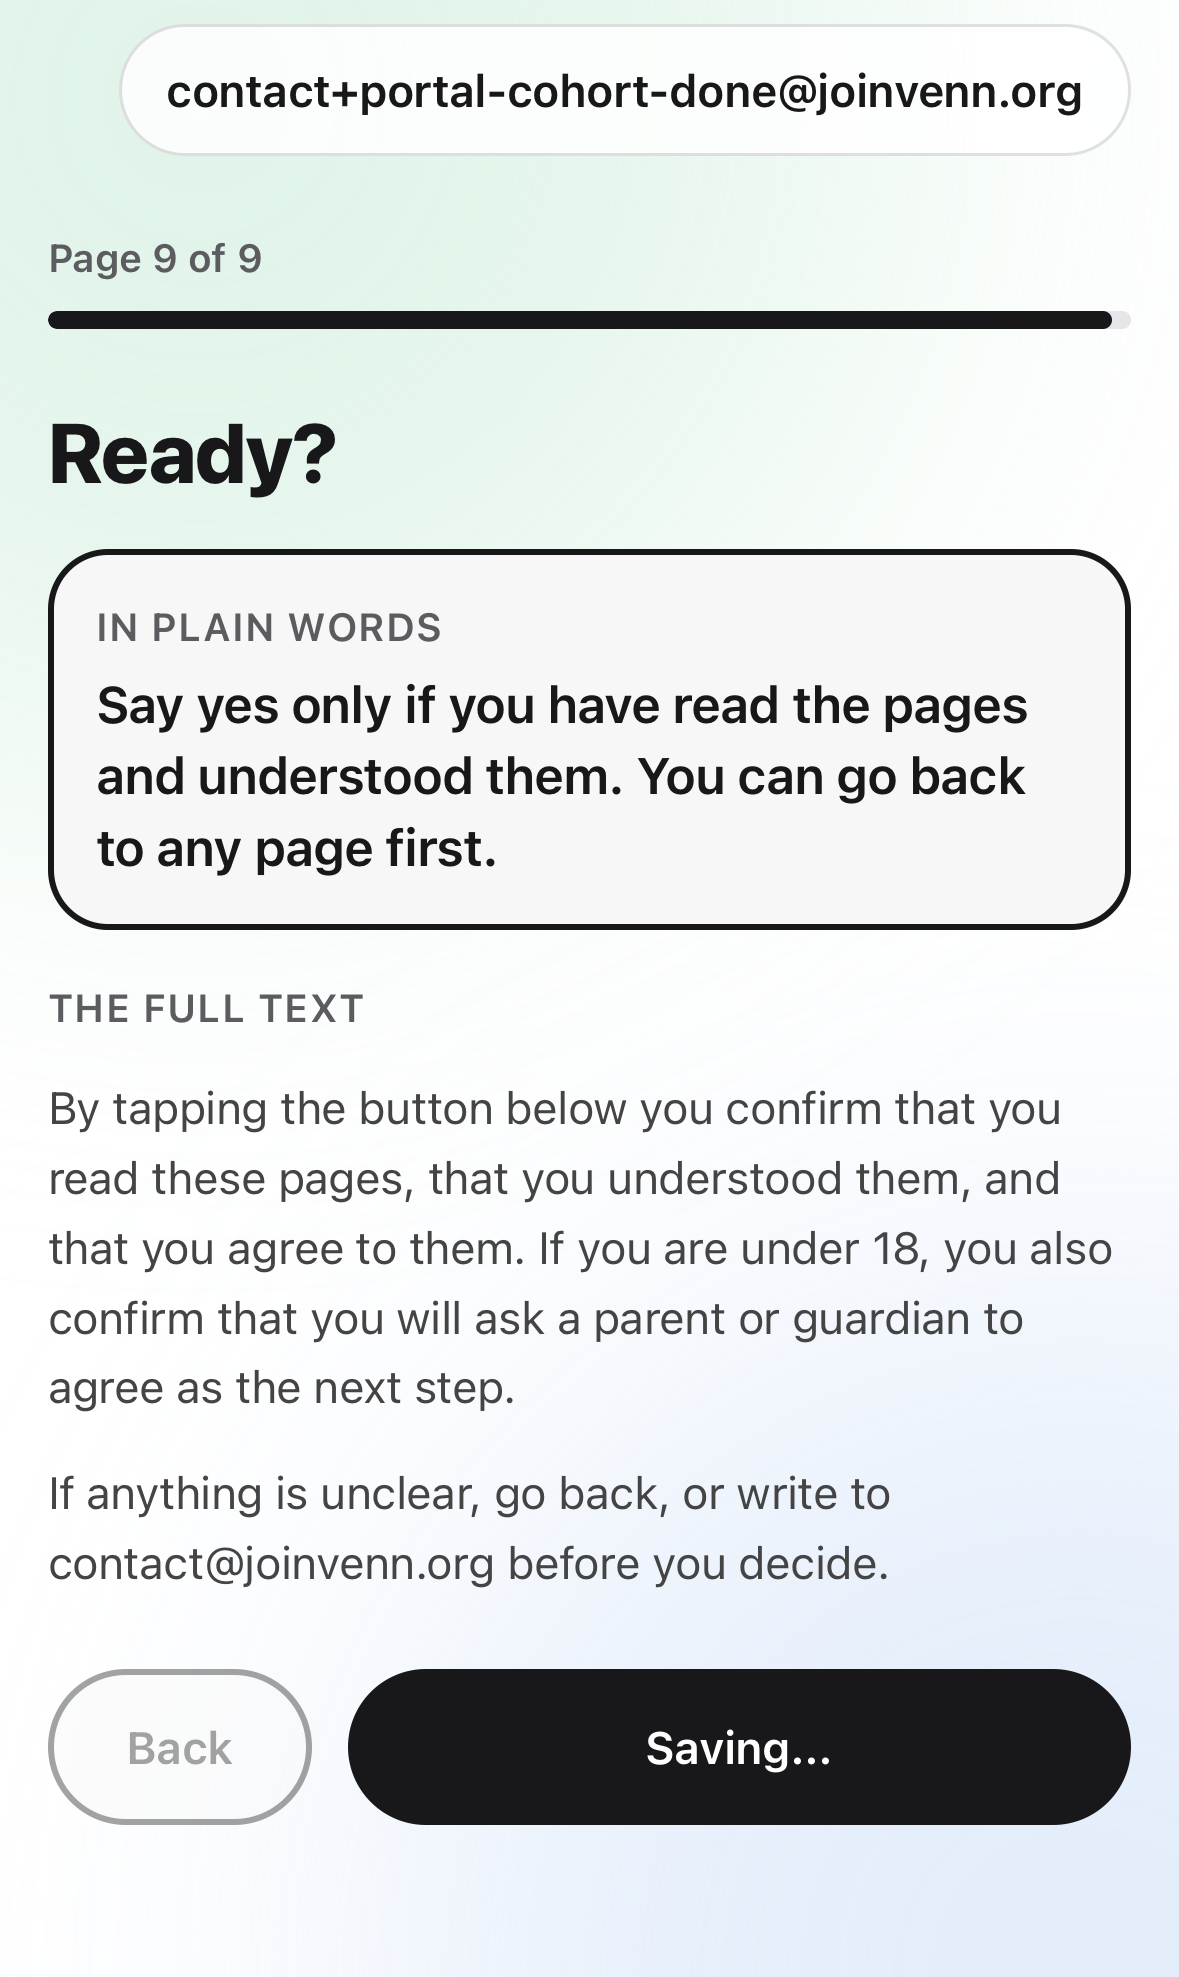 contact+portal-cohort-done@joinvenn.org
Page 9 of 9
Ready?
IN PLAIN WORDS
Say yes only if you have read the pages
and understood them. You can go back
to any page first.
THE FULL TEXT
By tapping the button below you confirm that you
read these pages, that you understood them, and
that you agree to them. If you are under 18, you also
confirm that you will ask a parent or guardian to
agree as the next step.
If anything is unclear, go back, or write to
contact@joinvenn.org before you decide.
Back
Saving...